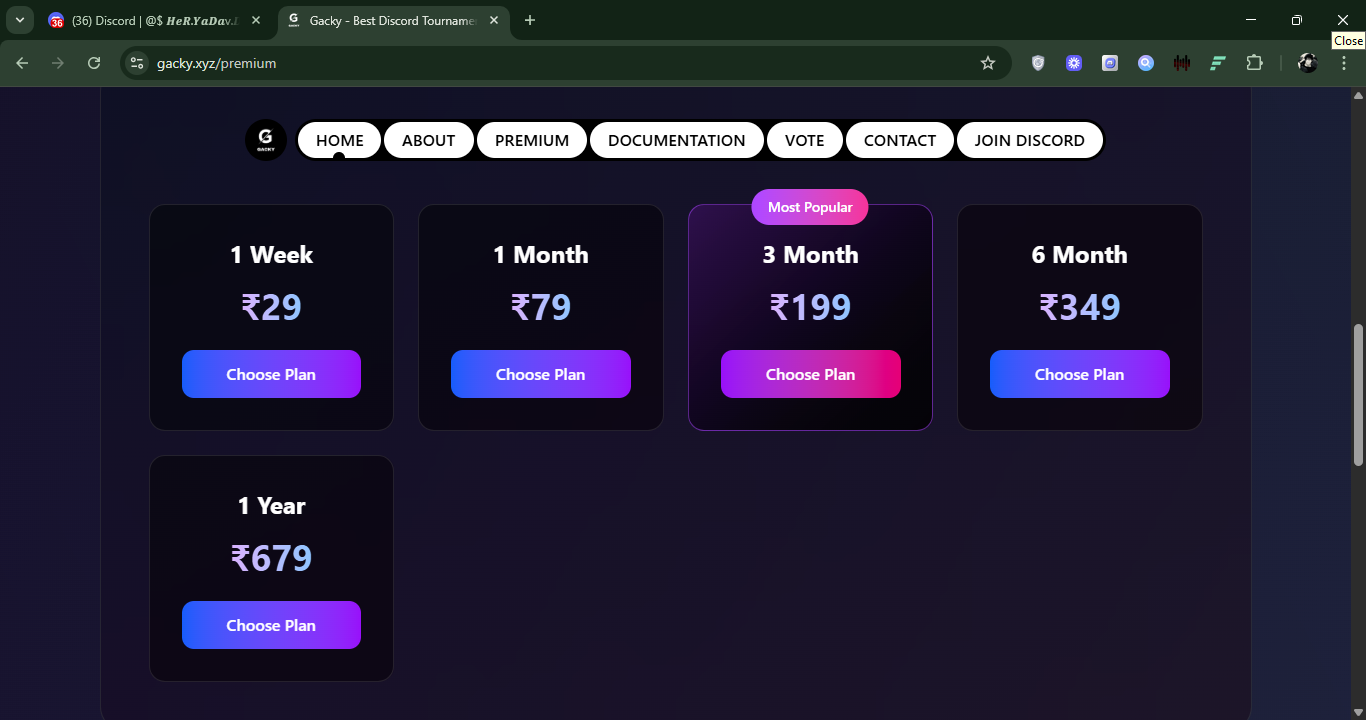 36
(36) Discord | @$ HeR.YaDav.
Gacky - Best Discord Tourname
Close
gacky.xyz/premium
G
GACKY
HOME
ABOUT
PREMIUM
DOCUMENTATION
VOTE
CONTACT
JOIN DISCORD
Most Popular
1 Week
₹29
Choose Plan
1 Month
₹79
Choose Plan
3 Month
₹199
Choose Plan
6 Month
₹349
Choose Plan
1 Year
₹679
Choose Plan